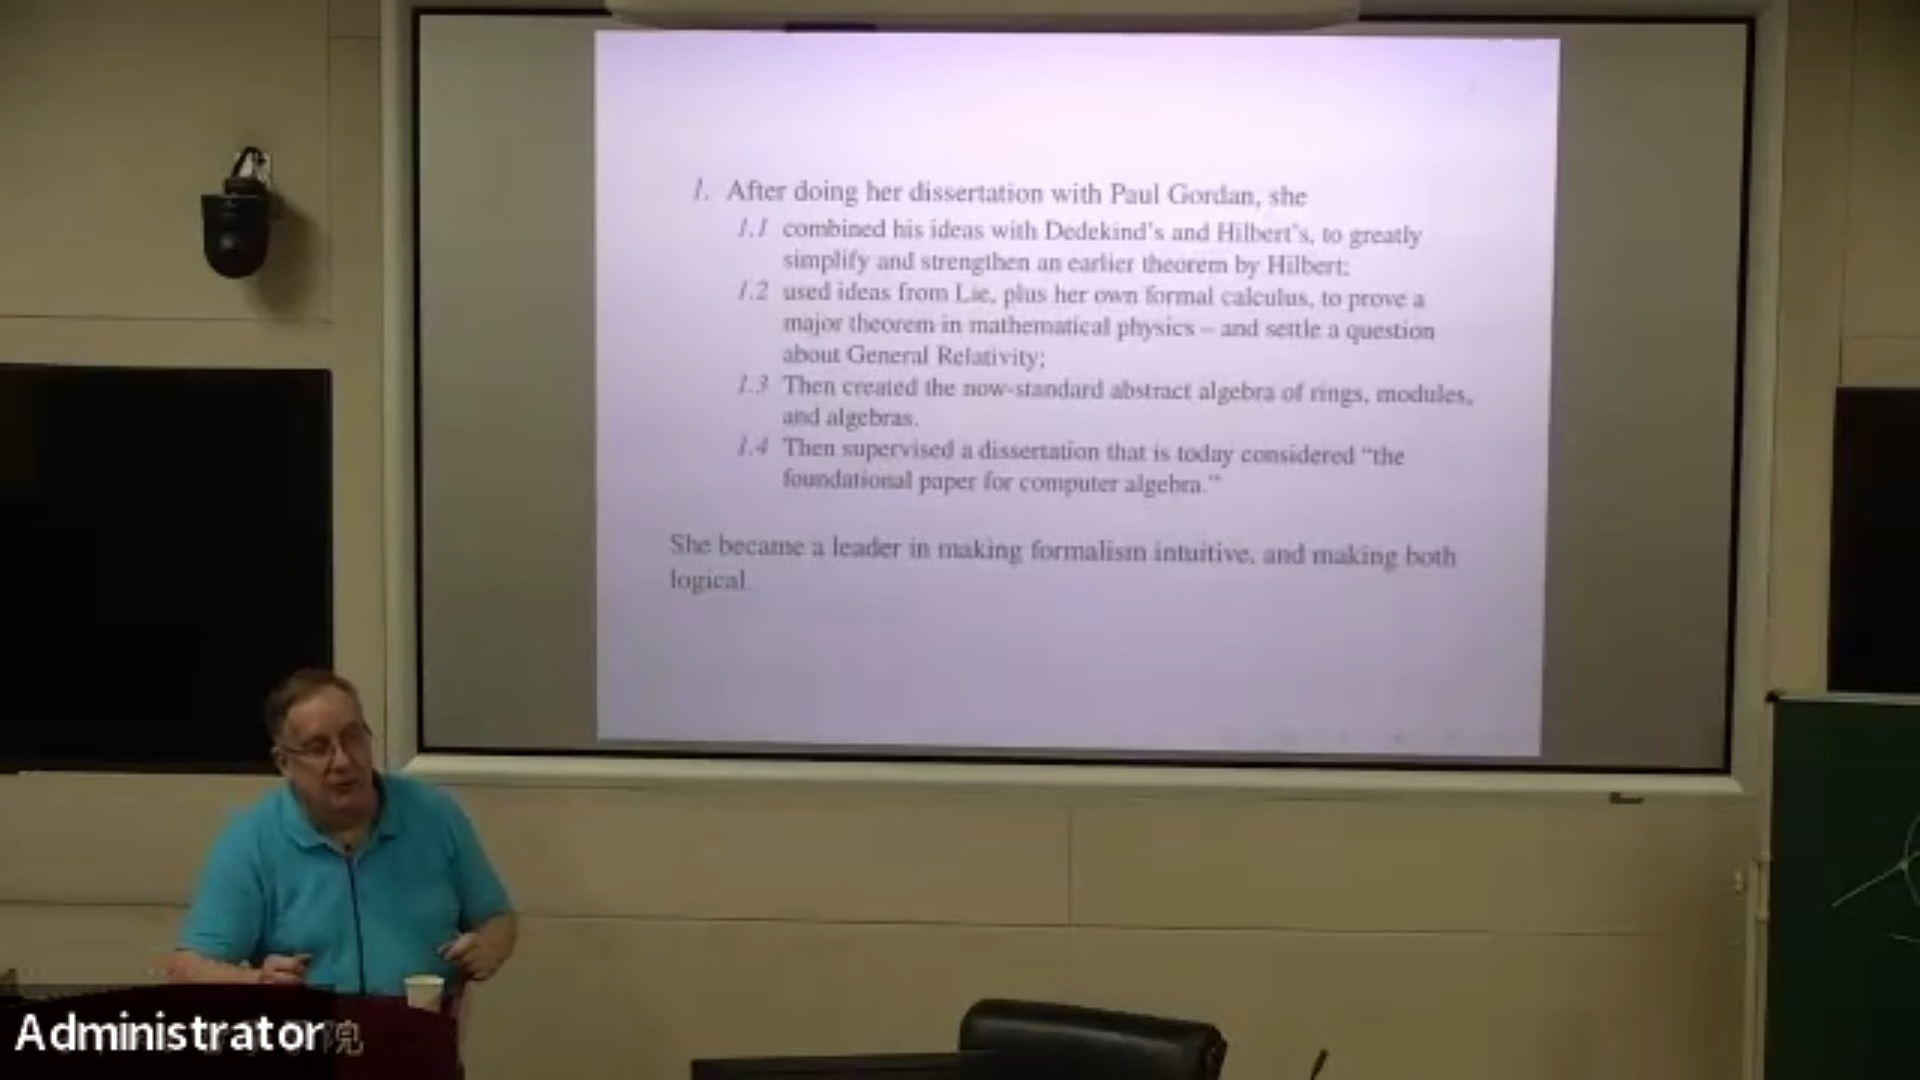 1. After doing her dissertation with Paul Gordan, she
1.1 combined his ideas with Dedekind's and Hilbert's, to greatly
simplify and strengthen an earlier theorem by Hilbert;
1.2 used ideas from Lie, plus her own formal calculus, to prove a
major theorem in mathematical physics – and settle a question
about General Relativity;
1.3 Then created the now-standard abstract algebra of rings, modules,
and algebras.
1.4 Then supervised a dissertation that is today considered “the
foundational paper for computer algebra.”
She became a leader in making formalism intuitive, and making both
logical.
Administrator
院